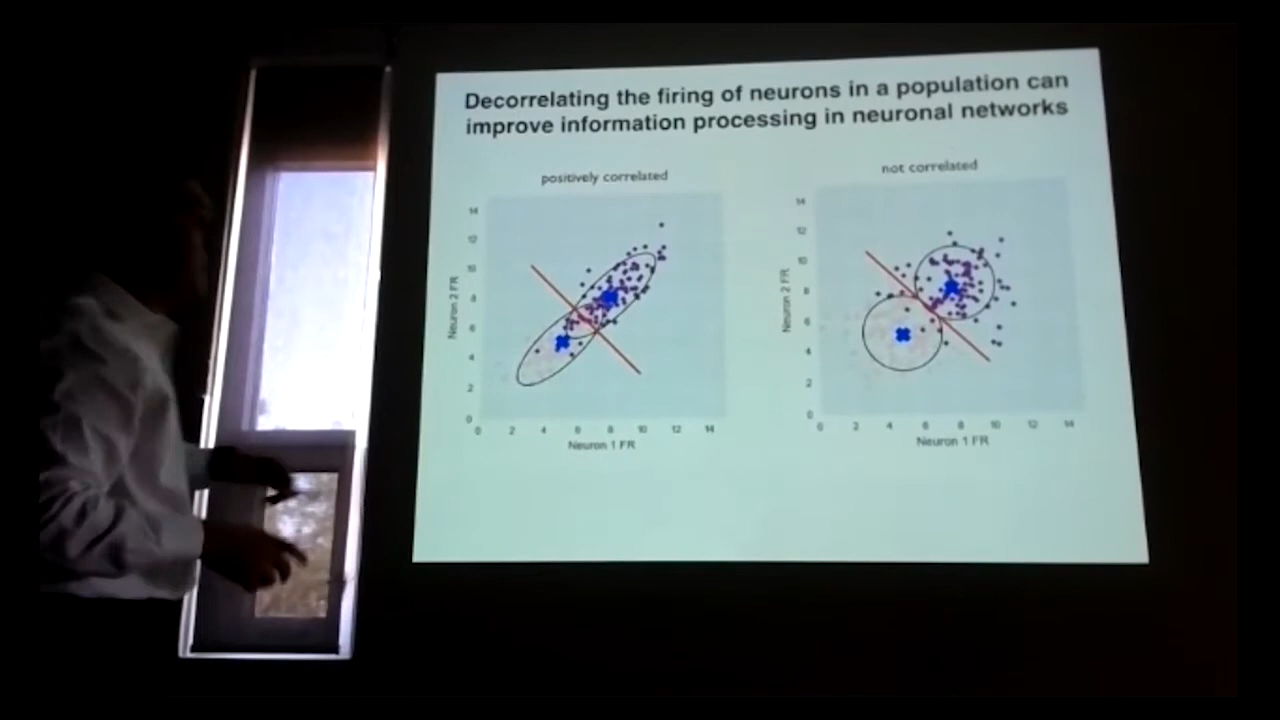 Decorrelating the firing of neurons in a population can
improve information processing in neuronal networks
positively correlated
14
12
10
8
6
4
2
0
0 2 4 6 8 10 12 14
Neuron 2 FR
Neuron 1 FR
not correlated
14
12
10
8
6
4
2
0
0 2 4 6 8 10 12 14
Neuron 2 FR
Neuron 1 FR